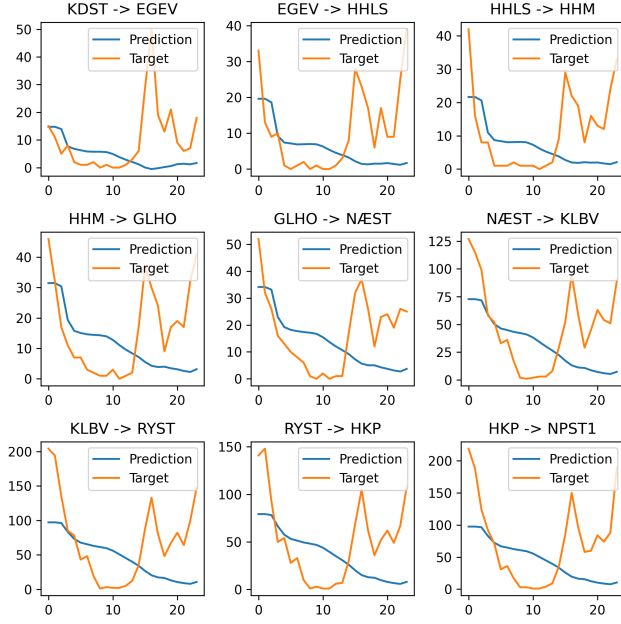 KDST -> EGEV
50
40
30
20
10
0
0
10
20
Prediction
Target
EGEV -> HHLS
40
30
20
10
0
0
10
20
Prediction
Target
HHLS -> HHM
40
30
20
10
0
0
10
20
Prediction
Target
HHM -> GLHO
40
30
20
10
0
0
10
20
Prediction
Target
GLHO -> NÆST
50
40
30
20
10
0
0
10
20
Prediction
Target
NÆST -> KLBV
125
100
75
50
25
0
0
10
20
Prediction
Target
KLBV -> RYST
200
150
100
50
0
0
10
20
Prediction
Target
RYST -> HKP
150
100
50
0
0
10
20
Prediction
Target
HKP -> NPST1
200
150
100
50
0
0
10
20
Prediction
Target